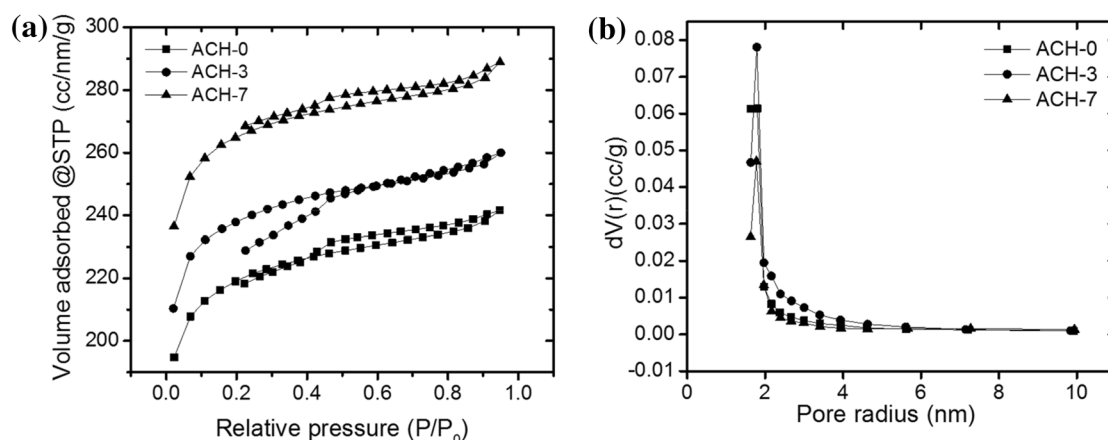 (a)
300
280
260
240
220
200
0.0 0.2 0.4 0.6 0.8 1.0
Volume adsorbed @STP (cc/nm/g)
Relative pressure (P/P₀)
ACH-0
ACH-3
ACH-7
(b)
0.08
0.07
0.06
0.05
0.04
0.03
0.02
0.01
0.00
-0.01
0 2 4 6 8 10
dV(r)(cc/g)
Pore radius (nm)
ACH-0
ACH-3
ACH-7